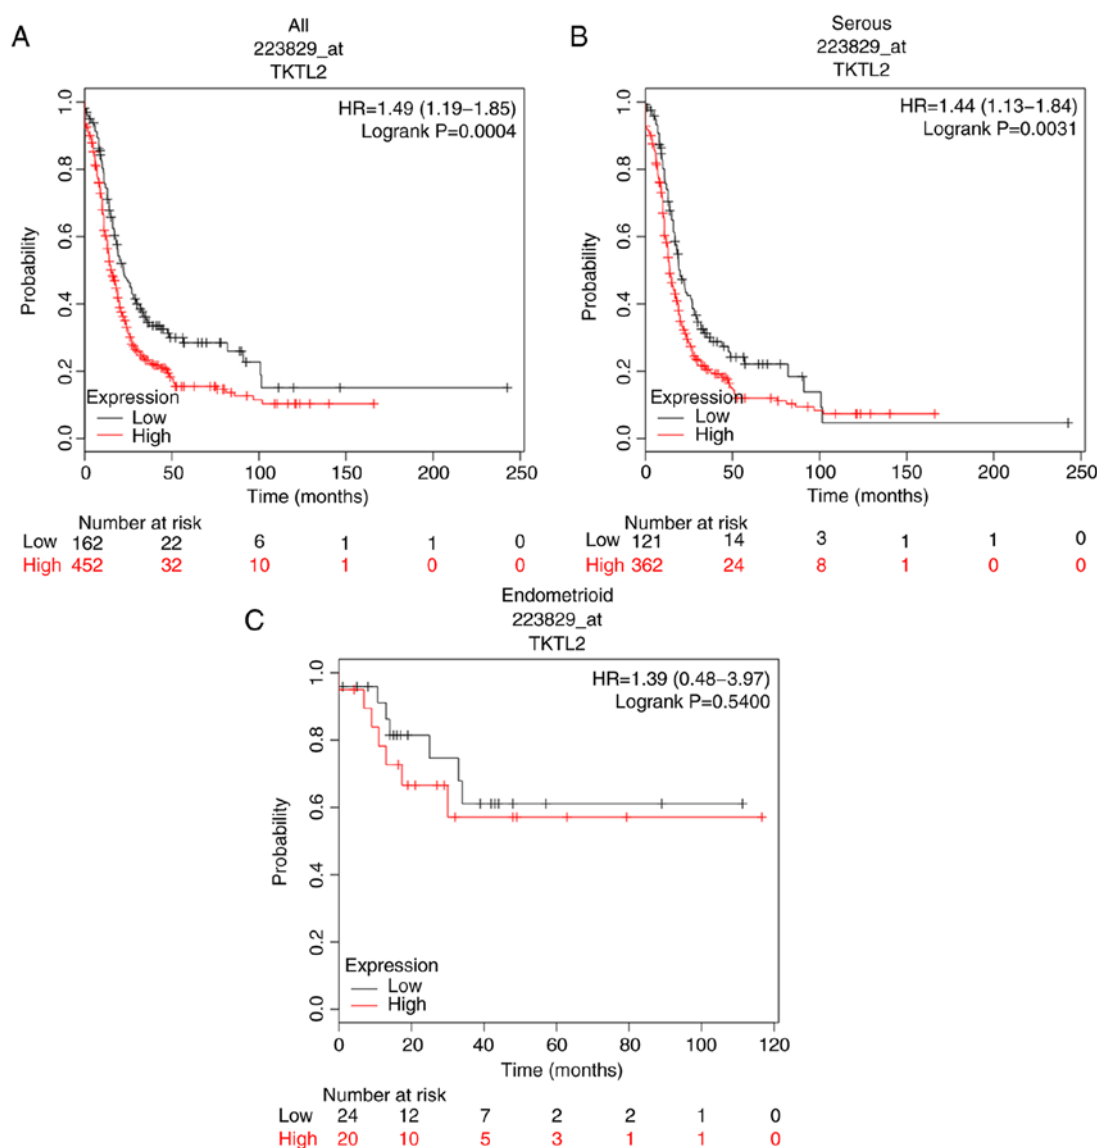 A
All
223829_at
TKTL2
HR=1.49 (1.19–1.85)
Logrank P=0.0004
Probability
1.0
0.8
0.6
0.4
0.2
0.0
Expression
Low
High
0 50 100 150 200 250
Time (months)
Number at risk
Low 162 22 6 1 1 0
High 452 32 10 1 0 0
B
Serous
223829_at
TKTL2
HR=1.44 (1.13–1.84)
Logrank P=0.0031
Probability
1.0
0.8
0.6
0.4
0.2
0.0
Expression
Low
High
0 50 100 150 200 250
Time (months)
Number at risk
Low 121 14 3 1 1 0
High 362 24 8 1 0 0
C
Endometrioid
223829_at
TKTL2
HR=1.39 (0.48–3.97)
Logrank P=0.5400
Probability
1.0
0.8
0.6
0.4
0.2
0.0
Expression
Low
High
0 20 40 60 80 100 120
Time (months)
Number at risk
Low 24 12 7 2 2 1 0
High 20 10 5 3 1 1 0